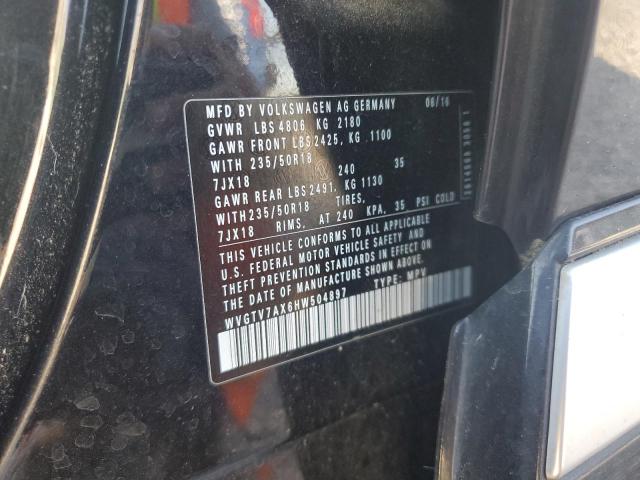 MFD BY VOLKSWAGEN AG GERMANY 06/16
GVWR LBS 4806 KG 2180
GAWR FRONT LBS 2425, KG 1100
WITH 235/50R18
7JX18 240 35
GAWR REAR LBS 2491, KG 1130
WITH 235/50R18 TIRES,
7JX18 RIMS, AT 240 KPA, 35 PSI COLD
THIS VEHICLE CONFORMS TO ALL APPLICABLE
U.S. FEDERAL MOTOR VEHICLE SAFETY AND
THEFT PREVENTION STANDARDS IN EFFECT ON
THE DATE OF MANUFACTURE SHOWN ABOVE.
WVGTV7AX6HW504897 TYPE: MPV